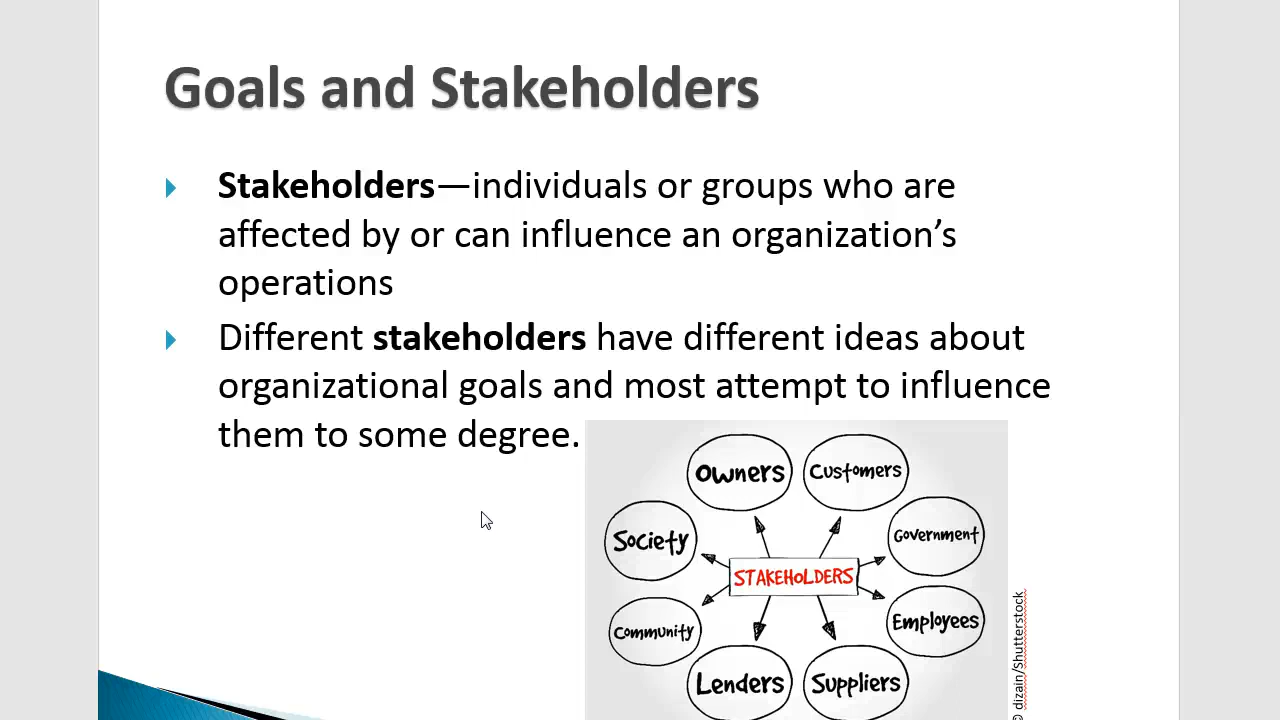 Goals and Stakeholders
Stakeholders—individuals or groups who are
affected by or can influence an organization’s
operations
Different stakeholders have different ideas about
organizational goals and most attempt to influence
them to some degree.
Owners
Customers
Society
Government
STAKEHOLDERS
Community
Employees
Lenders
Suppliers
© dizain/Shutterstock